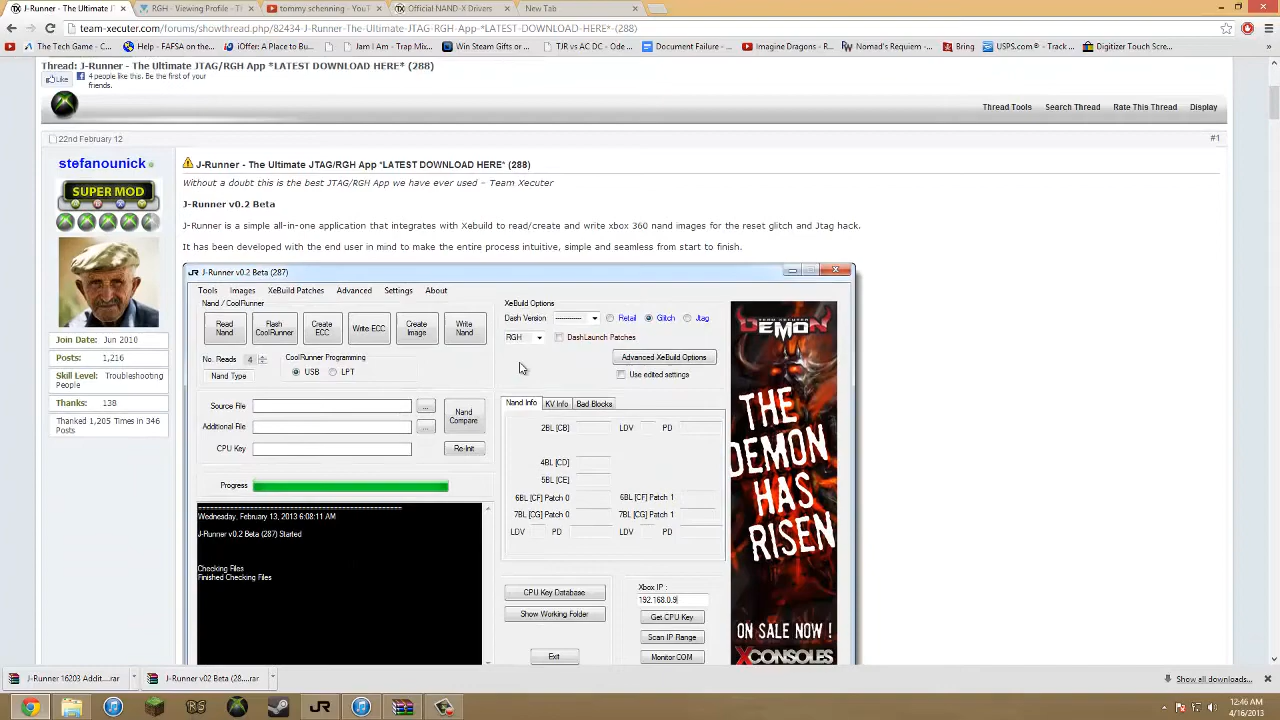 J-Runner - The Ultimate J
RGH - Viewing Profile - Ti
tommy schenning - YouT
Official NAND-X Drivers
New Tab
team-xecuter.com/forums/showthread.php/82434-J-Runner-The-Ultimate-JTAG-RGH-App-*LATEST-DOWNLOAD-HERE*-(288)
The Tech Game - C...
Help - FAFSA on the...
iOffer: A Place to Bu...
Jam I Am : Trap Mix...
Win Steam Gifts or ...
TJR vs AC DC - Ode...
Document Failure - ...
Imagine Dragons - R...
Nomad's Requiem -...
Bring
USPS.com® - Track ...
Digitizer Touch Scre...
Thread: J-Runner - The Ultimate JTAG/RGH App *LATEST DOWNLOAD HERE* (288)
Like
4 people like this. Be the first of your
friends.
Thread Tools
Search Thread
Rate This Thread
Display
22nd February 12
#1
stefanounick
SUPER MOD
Join Date: Jun 2010
Posts: 1,216
Skill Level: Troubleshooting
People
Thanks: 138
Thanked 1,205 Times in 346
Posts
J-Runner - The Ultimate JTAG/RGH App *LATEST DOWNLOAD HERE* (288)
Without a doubt this is the best JTAG/RGH App we have ever used – Team Xecuter
J-Runner v0.2 Beta
J-Runner is a simple all-in-one application that integrates with Xebuild to read/create and write xbox 360 nand images for the reset glitch and Jtag hack.
It has been developed with the end user in mind to make the entire process intuitive, simple and seamless from start to finish.
JR J-Runner v0.2 Beta (287)
Tools
Images
XeBuild Patches
Advanced
Settings
About
Nand / CoolRunner
Read Nand
Flash CoolRunner
Create ECC
Write ECC
Create Image
Write Nand
No. Reads 4
CoolRunner Programming
Nand Type
USB
LPT
Source File
...
Additional File
...
Nand Compare
CPU Key
Re-Init
Progress
Wednesday, February 13, 2013 6:08:11 AM
J-Runner v0.2 Beta (287) Started
Checking Files
Finished Checking Files
XeBuild Options
Dash Version
----------
Retail
Glitch
Jtag
RGH
DashLaunch Patches
Advanced XeBuild Options
Use edited settings
Nand Info
KV Info
Bad Blocks
2BL [CB]
LDV
PD
4BL [CD]
5BL [CE]
6BL [CF] Patch 0
6BL [CF] Patch 1
7BL [CG] Patch 0
7BL [CG] Patch 1
LDV
PD
LDV
PD
CPU Key Database
Show Working Folder
Exit
Xbox IP :
192.168.0.9
Get CPU Key
Scan IP Range
Monitor COM
TEAM XECUTER
DEMON
THE
DEMON
HAS
RISEN
ON SALE NOW !
XCONSOLES
J-Runner 16203 Addit....rar
J-Runner v02 Beta (28....rar
Show all downloads...
JR
12:46 AM
4/16/2013